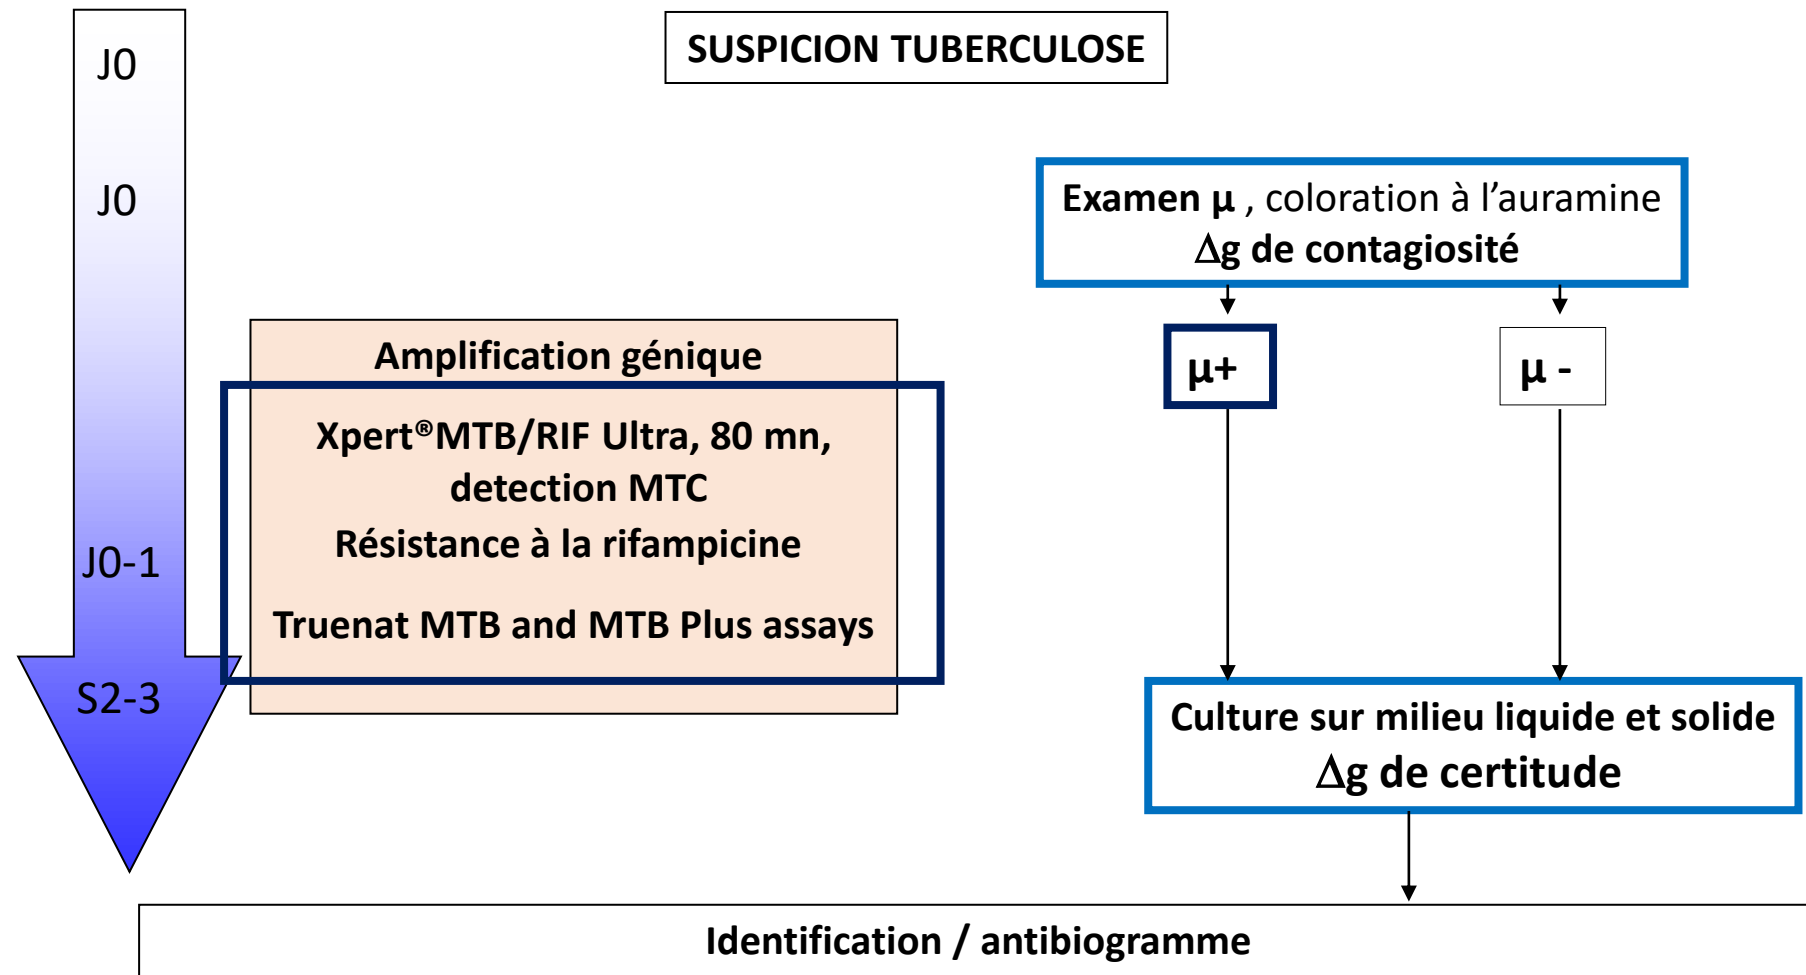 SUSPICION TUBERCULOSE
J0
J0
J0-1
S2-3
Examen µ , coloration à l’auramine
Δg de contagiosité
µ+
µ -
Amplification génique
Xpert®MTB/RIF Ultra, 80 mn,
detection MTC
Résistance à la rifampicine
Truenat MTB and MTB Plus assays
Culture sur milieu liquide et solide
Δg de certitude
Identification / antibiogramme